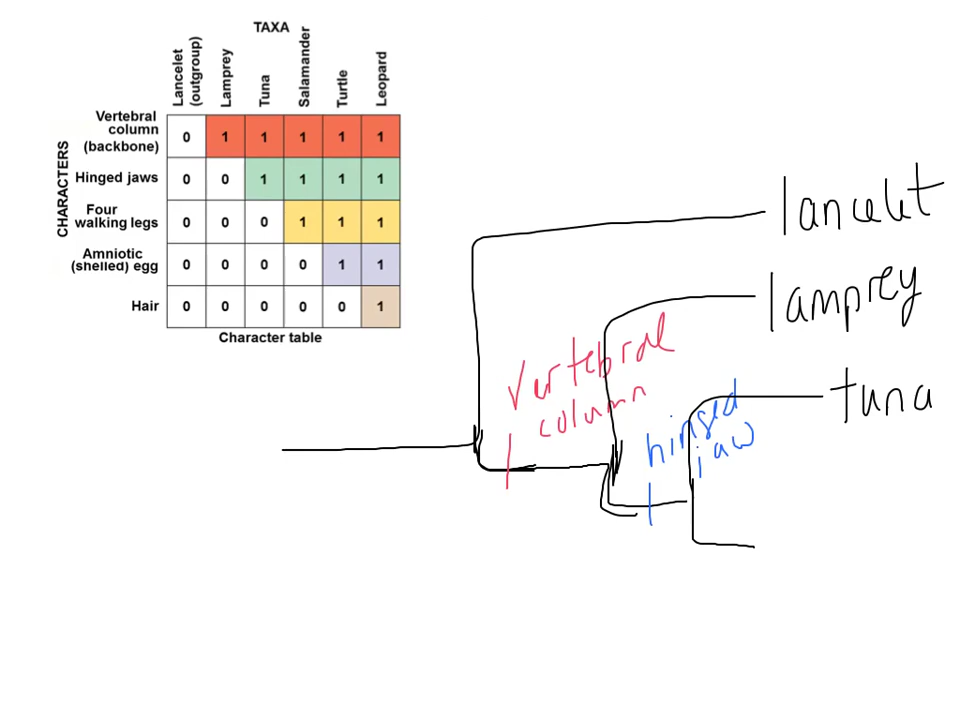 TAXA
Lancelet
(outgroup)
Lamprey
Tuna
Salamander
Turtle
Leopard
CHARACTERS
Vertebral
column
(backbone)
0 1 1 1 1 1
Hinged jaws
0 0 1 1 1 1
Four
walking legs
0 0 0 1 1 1
Amniotic
(shelled) egg
0 0 0 0 1 1
Hair
0 0 0 0 0 1
Character table
lancelet
lamprey
tuna
vertebral
column
hinged
jaw